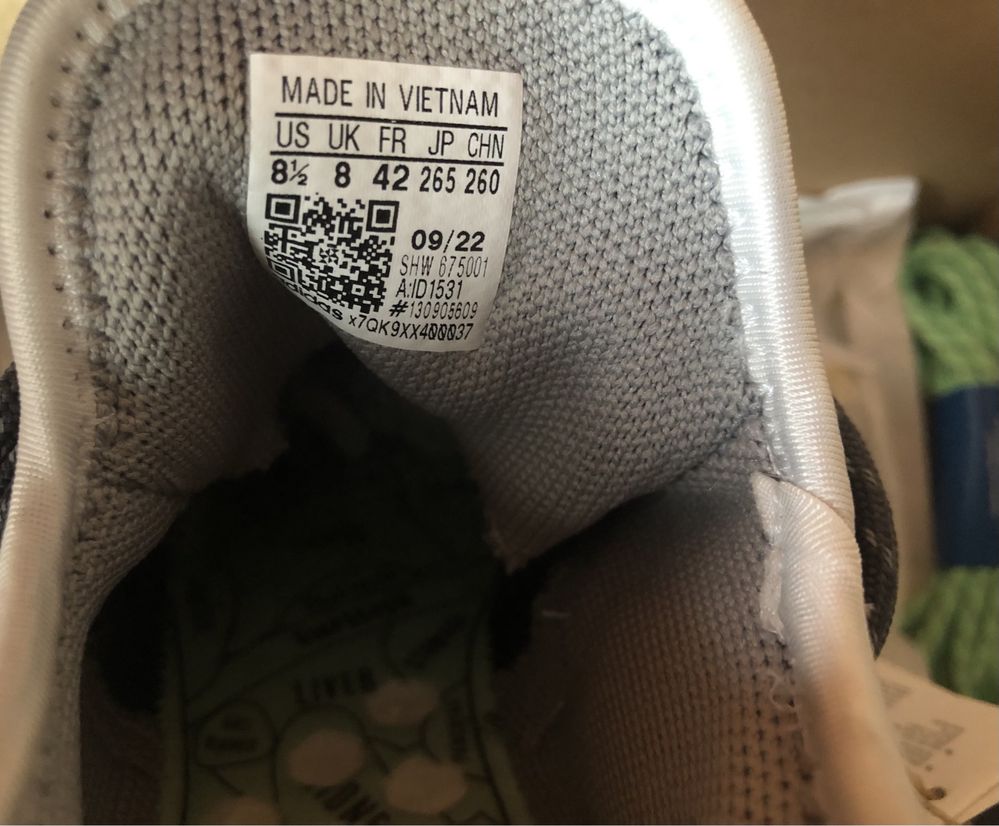 MADE IN VIETNAM
US UK FR JP CHN
8½ 8 42 265 260
09/22
SHW 675001
A:ID1531
#130905609
adidas x7QK9XX400037
LIVER